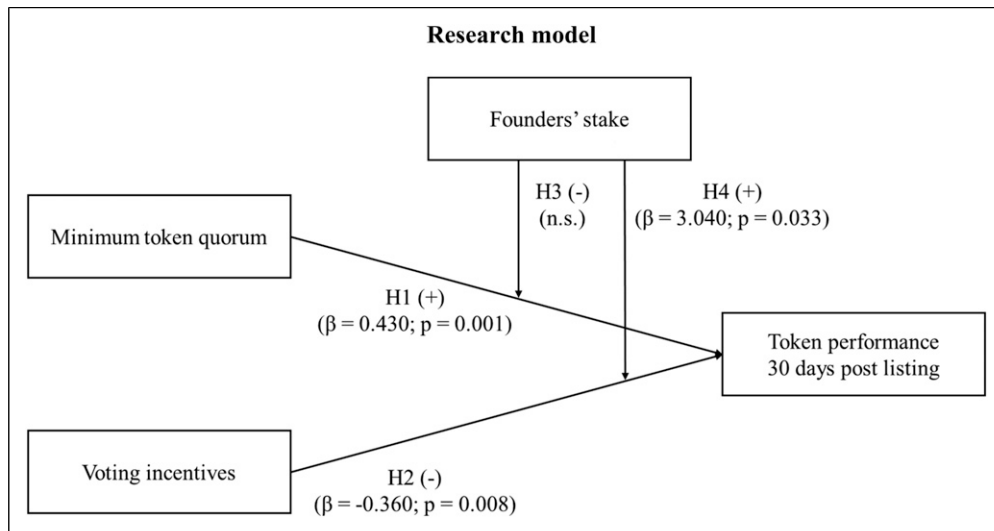 Research model
Founders’ stake
H3 (-)
(n.s.)
H4 (+)
(β = 3.040; p = 0.033)
Minimum token quorum
H1 (+)
(β = 0.430; p = 0.001)
Token performance
30 days post listing
Voting incentives
H2 (-)
(β = -0.360; p = 0.008)